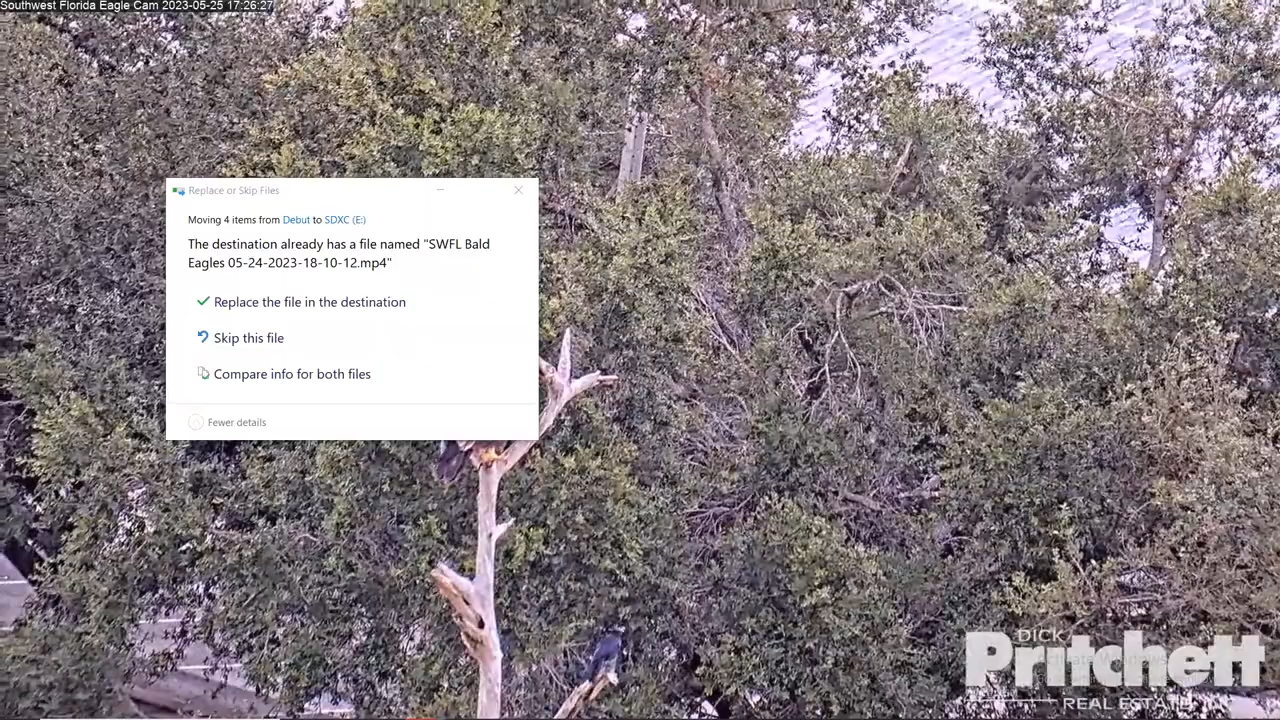 Southwest Florida Eagle Cam 2023-05-25 17:26:27
Replace or Skip Files
Moving 4 items from Debut to SDXC (E:)
The destination already has a file named "SWFL Bald
Eagles 05-24-2023-18-10-12.mp4"
Replace the file in the destination
Skip this file
Compare info for both files
Fewer details
DICK
Pritchett
REAL ESTATE